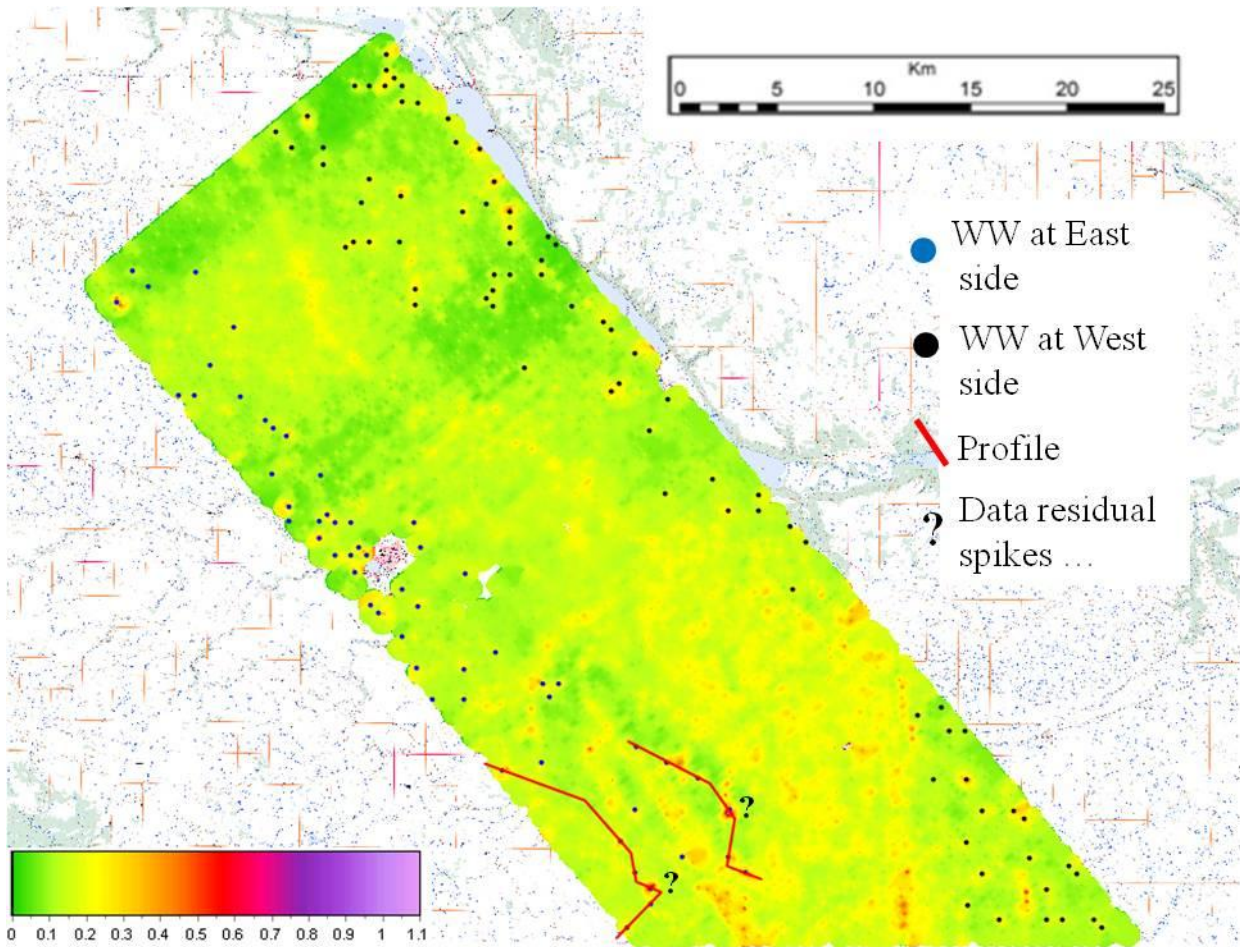 Km
0 5 10 15 20 25
WW at East
side
WW at West
side
Profile
? Data residual
spikes ...
?
?
0 0.1 0.2 0.3 0.4 0.5 0.6 0.7 0.8 0.9 1 1.1